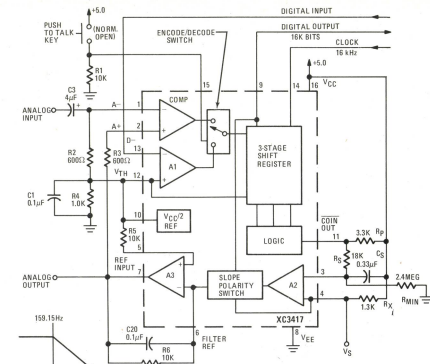 +5.0
DIGITAL INPUT
PUSH
TO TALK
KEY
(NORM.
OPEN)
ENCODE/DECODE
SWITCH
DIGITAL OUTPUT
16K BITS
CLOCK
16 kHz
+5.0
R1
10K
C3
4μF
+
15
9
14
16
VCC
ANALOG
INPUT
A−
1
COMP
−
+
A+
2
D−
13
R2
600Ω
R3
600Ω
A1
−
+
3-STAGE
SHIFT
REGISTER
VTH
12
C1
0.1μF
R4
1.0K
10
VCC/2
REF
R5
10K
LOGIC
COIN
OUT
11
3.3K
RP
RS
18K
CS
0.33μF
2.4MEG
RMIN
5
REF
INPUT
7
A3
+
−
SLOPE
POLARITY
SWITCH
A2
3
4
ANALOG
OUTPUT
1.3K
RX
XC3417
8
VEE
VS
159.15Hz
C20
0.1μF
6
FILTER
REF
R6
10K